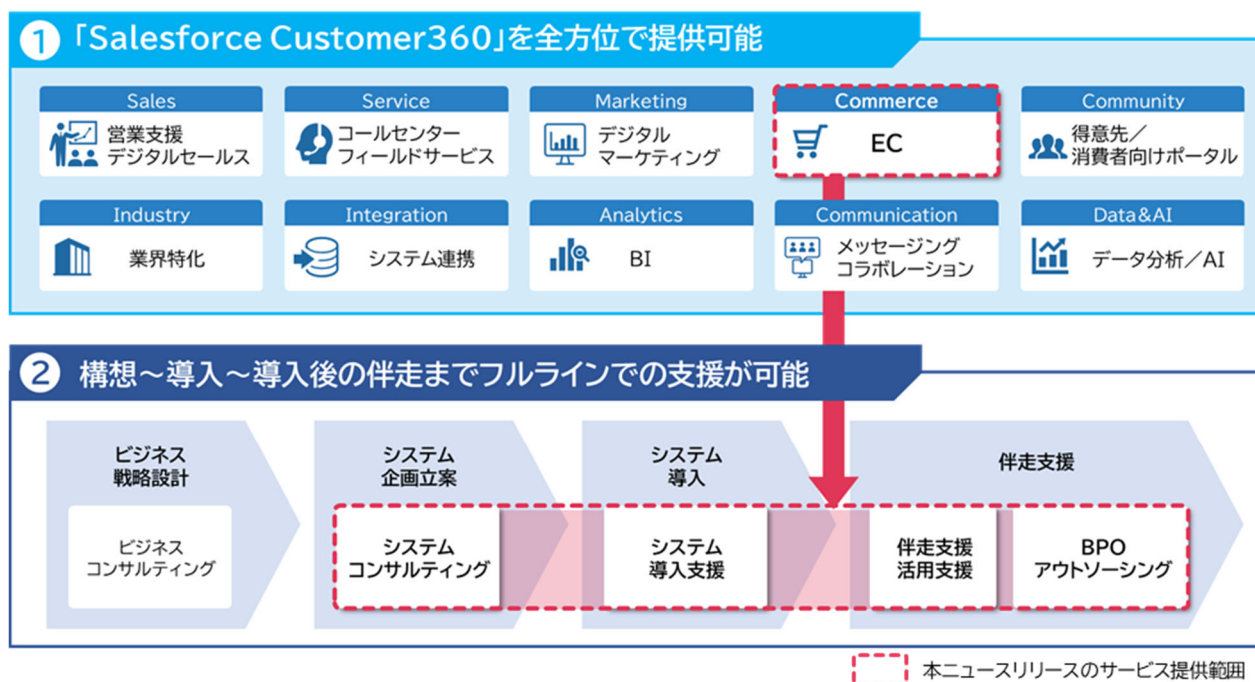 1 「Salesforce Customer360」を全方位で提供可能
Sales
営業支援
デジタルセールス
Service
コールセンター
フィールドサービス
Marketing
デジタル
マーケティング
Commerce
EC
Community
得意先／
消費者向けポータル
Industry
業界特化
Integration
システム連携
Analytics
BI
Communication
メッセージング
コラボレーション
Data&AI
データ分析／AI
2 構想～導入～導入後の伴走までフルラインでの支援が可能
ビジネス
戦略設計
ビジネス
コンサルティング
システム
企画立案
システム
コンサルティング
システム
導入
システム
導入支援
伴走支援
伴走支援
活用支援
BPO
アウトソーシング
本ニュースリリースのサービス提供範囲